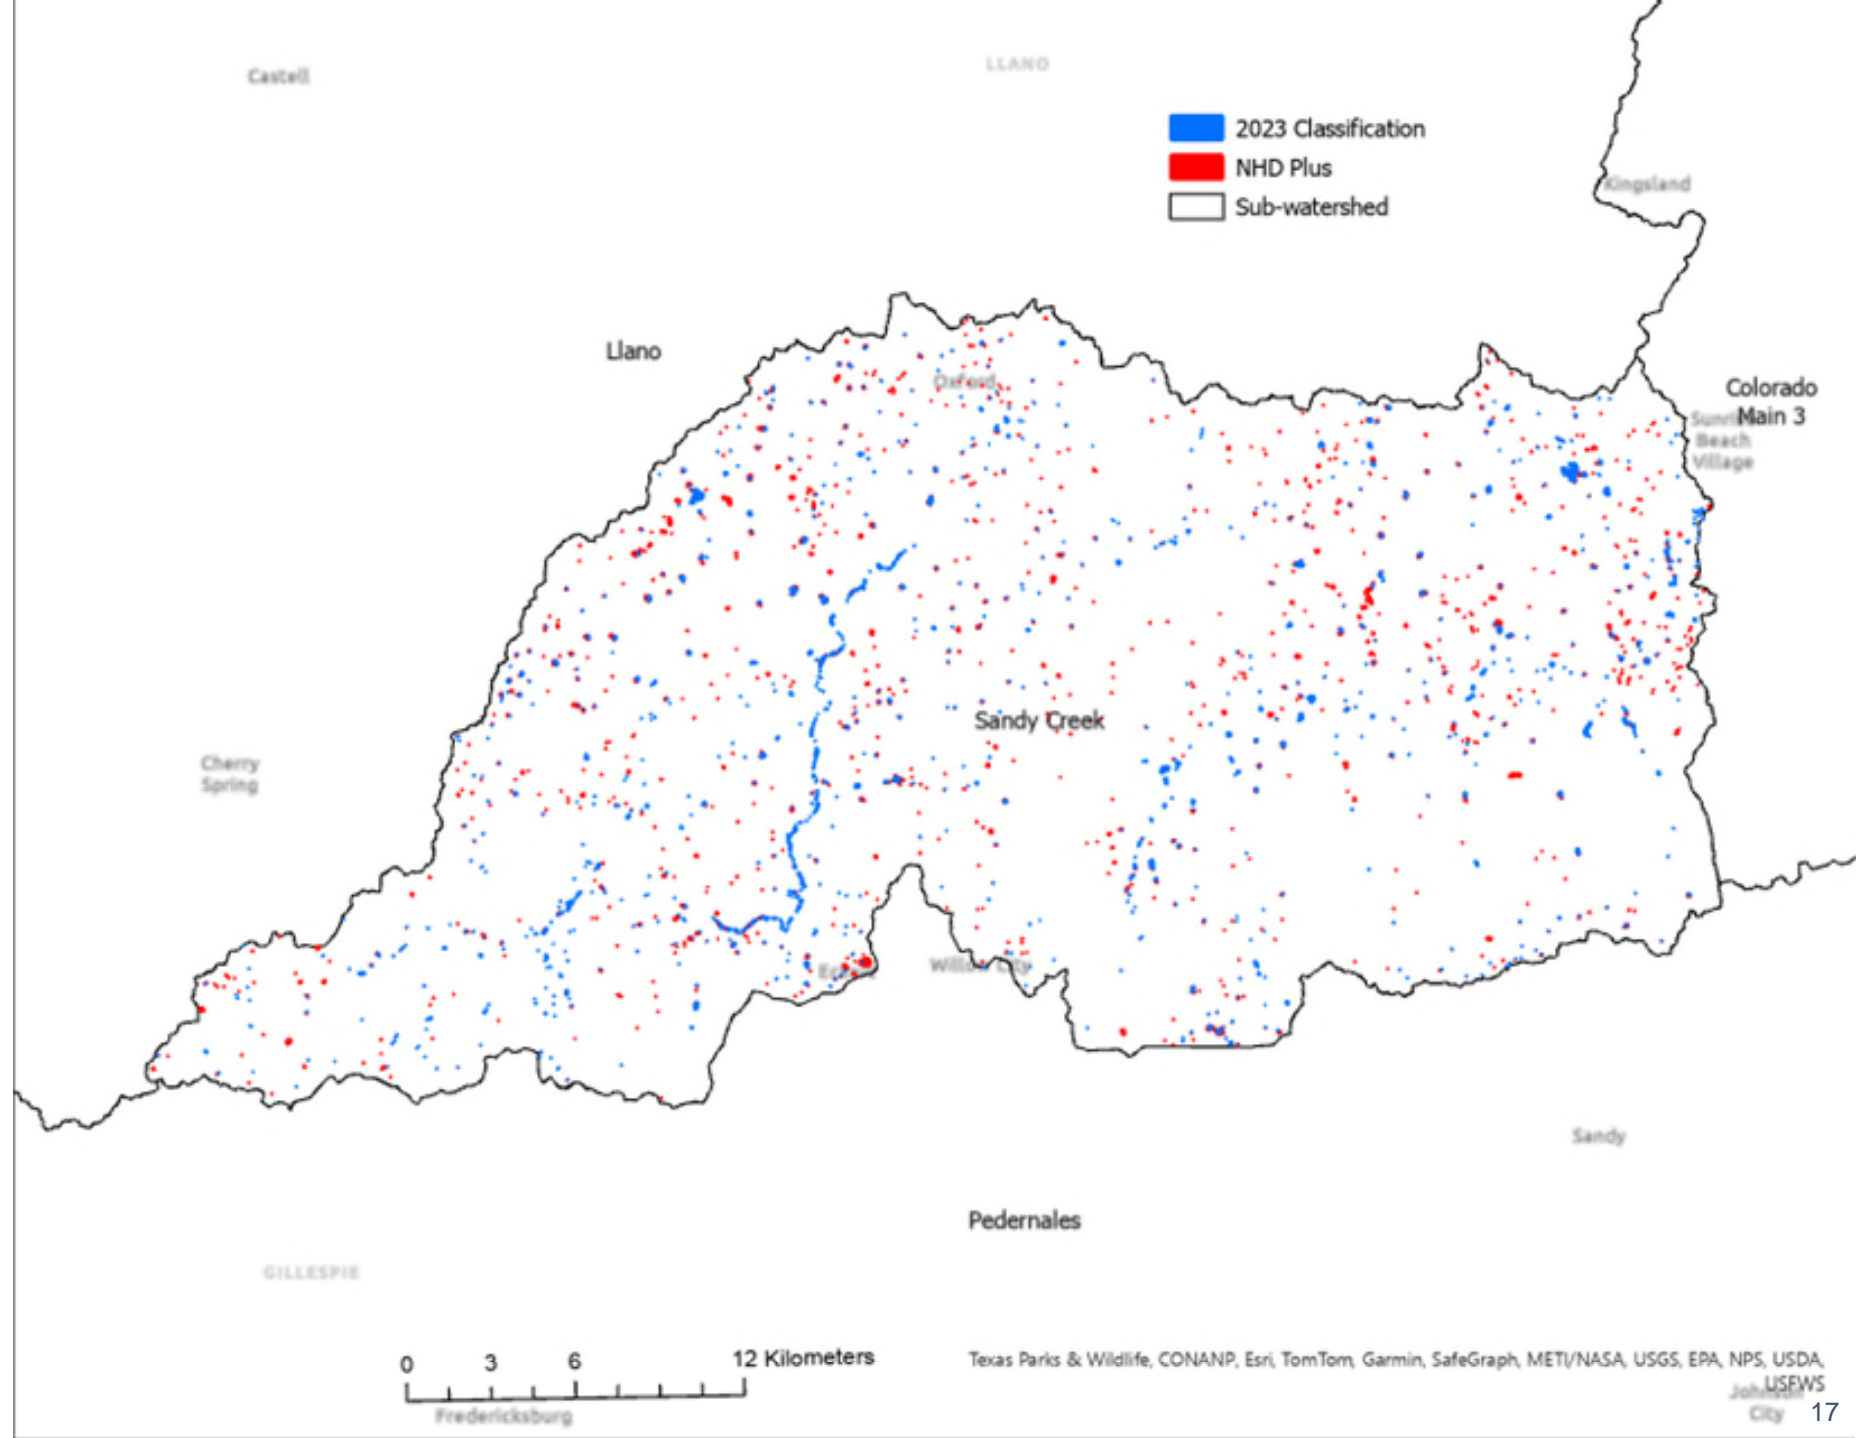 Castell
LLANO
2023 Classification
NHD Plus
Sub-watershed
Kingsland
Llano
Oxford
Colorado
Main 3
Beach
Village
Sandy Creek
Cherry
Spring
Willow City
Sandy
Pedernales
GILLESPIE
0 3 6 12 Kilometers
Texas Parks & Wildlife, CONANP, Esri, TomTom, Garmin, SafeGraph, METI/NASA, USGS, EPA, NPS, USDA,
USFWS
Johnson
City
17
Fredericksburg